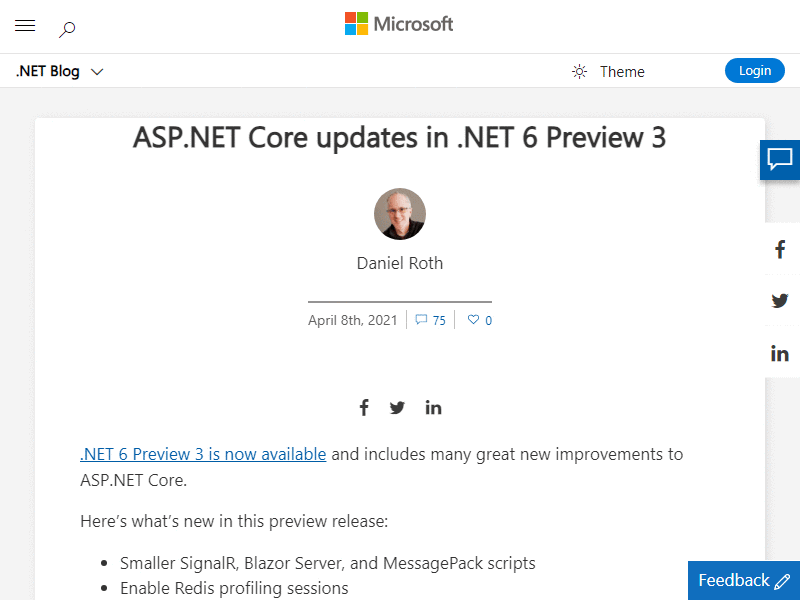 Microsoft
.NET Blog
Theme
Login
ASP.NET Core updates in .NET 6 Preview 3
Daniel Roth
April 8th, 2021
75
0
.NET 6 Preview 3 is now available and includes many great new improvements to
ASP.NET Core.
Here’s what’s new in this preview release:
Smaller SignalR, Blazor Server, and MessagePack scripts
Enable Redis profiling sessions
Feedback